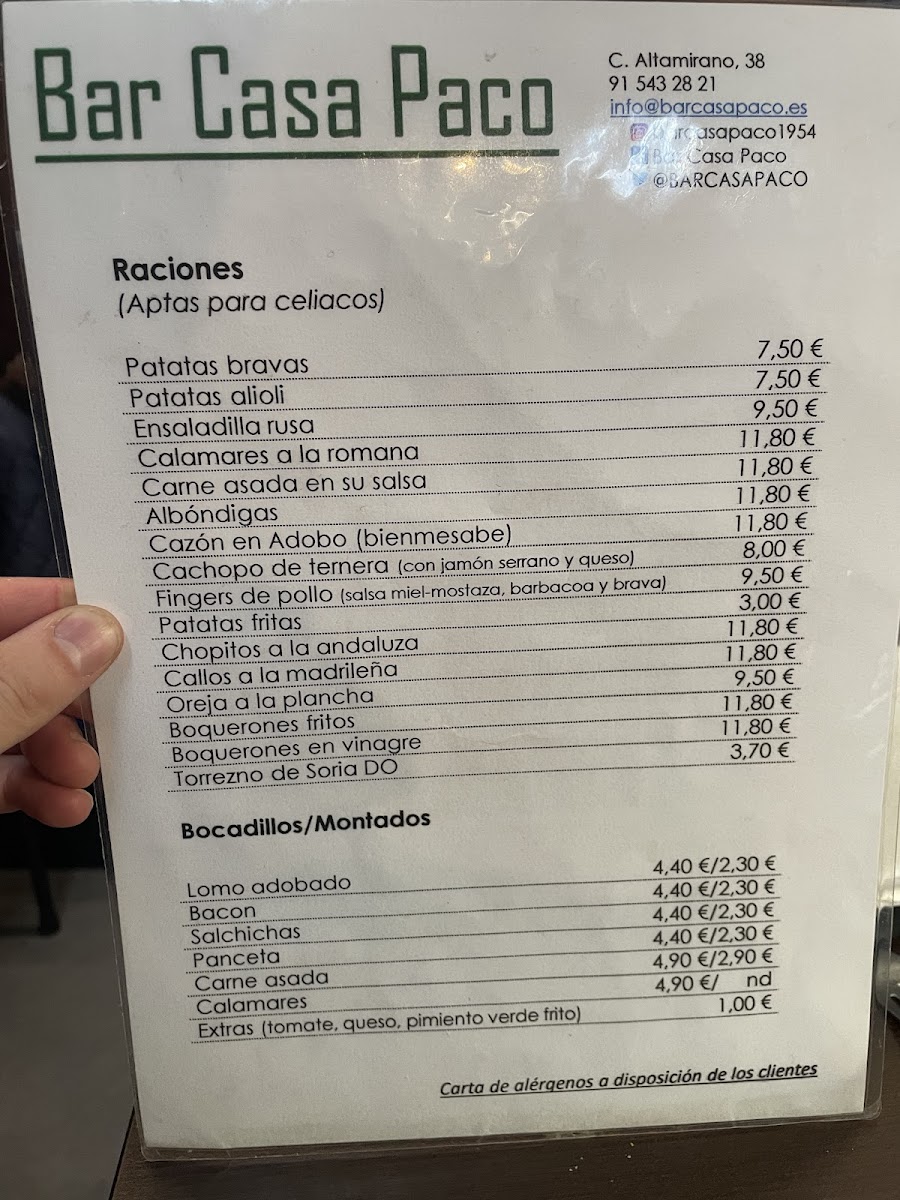 Bar Casa Paco
C. Altamirano, 38
91 543 28 21
info@barcasapaco.es
barcasapaco1954
Bar Casa Paco
@BARCASAPACO
Raciones
(Aptas para celiacos)
Patatas bravas 7,50 €
Patatas alioli 7,50 €
Ensaladilla rusa 9,50 €
Calamares a la romana 11,80 €
Carne asada en su salsa 11,80 €
Albóndigas 11,80 €
Cazón en Adobo (bienmesabe) 11,80 €
Cachopo de ternera (con jamón serrano y queso) 8,00 €
Fingers de pollo (salsa miel-mostaza, barbacoa y brava) 9,50 €
Patatas fritas 3,00 €
Chopitos a la andaluza 11,80 €
Callos a la madrileña 11,80 €
Oreja a la plancha 9,50 €
Boquerones fritos 11,80 €
Boquerones en vinagre 11,80 €
Torrezno de Soria DO 3,70 €
Bocadillos/Montados
Lomo adobado 4,40 €/2,30 €
Bacon 4,40 €/2,30 €
Salchichas 4,40 €/2,30 €
Panceta 4,40 €/2,30 €
Carne asada 4,90 €/2,90 €
Calamares 4,90 €/ nd
Extras (tomate, queso, pimiento verde frito) 1,00 €
Carta de alérgenos a disposición de los clientes